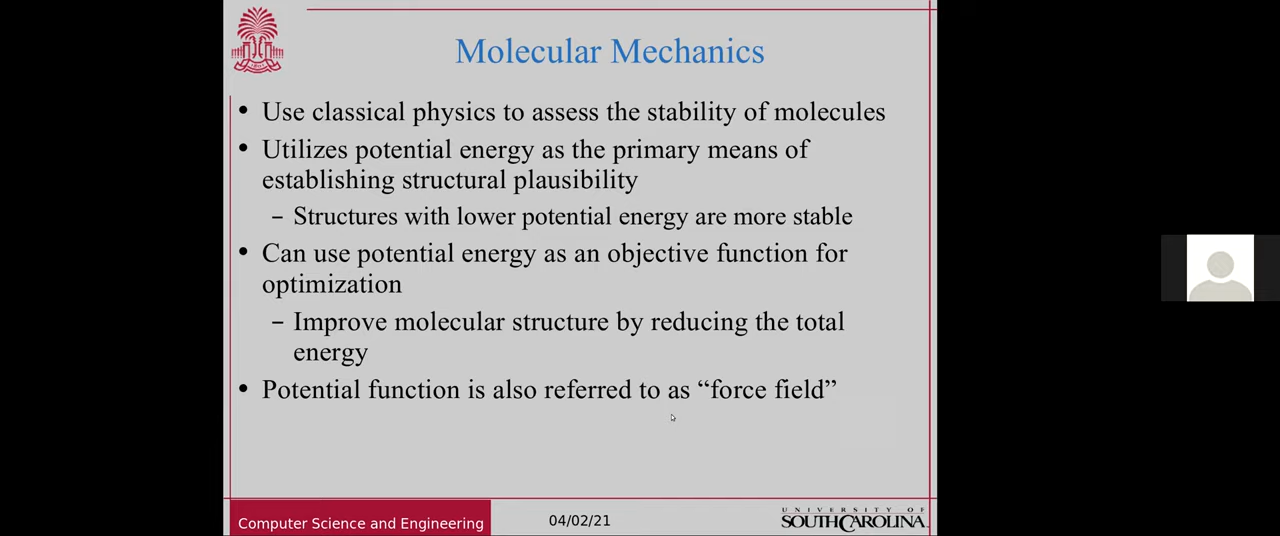 Molecular Mechanics
• Use classical physics to assess the stability of molecules
• Utilizes potential energy as the primary means of
establishing structural plausibility
– Structures with lower potential energy are more stable
• Can use potential energy as an objective function for
optimization
– Improve molecular structure by reducing the total
energy
• Potential function is also referred to as “force field”
Computer Science and Engineering
04/02/21
UNIVERSITY OF
SOUTH CAROLINA